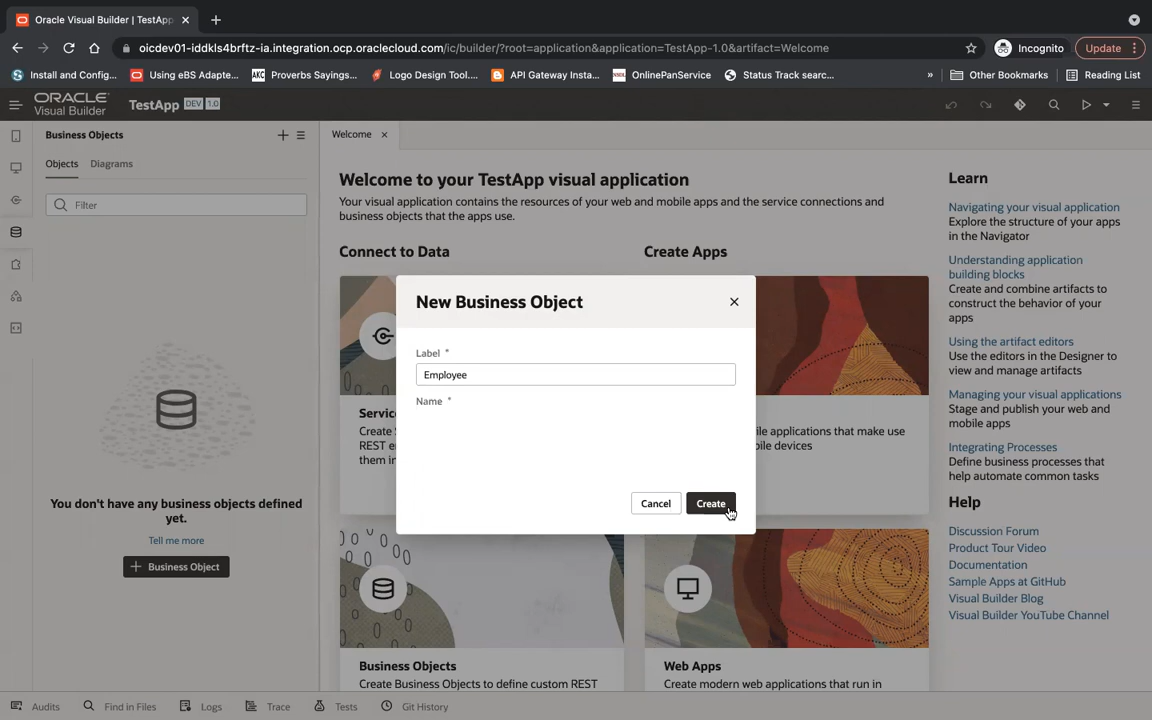 Oracle Visual Builder | TestApp
oicdev01-iddkls4brftz-ia.integration.ocp.oraclecloud.com/ic/builder/?root=application&application=TestApp-1.0&artifact=Welcome
Incognito
Update
Install and Config...
Using eBS Adapte...
AKC
Proverbs Sayings...
Logo Design Tool....
API Gateway Insta...
OnlinePanService
Status Track searc...
»
Other Bookmarks
Reading List
ORACLE
Visual Builder
TestApp
DEV
1.0
Business Objects
Objects
Diagrams
Filter
You don't have any business objects defined
yet.
Tell me more
+ Business Object
Welcome
Welcome to your TestApp visual application
Your visual application contains the resources of your web and mobile apps and the service connections and
business objects that the apps use.
Connect to Data
Create Apps
Servic
Create S
REST e
them in
ile applications that make use
bile devices
New Business Object
Label *
Employee
Name *
Cancel
Create
Business Objects
Create Business Objects to define custom REST
Web Apps
Create modern web applications that run in
Learn
Navigating your visual application
Explore the structure of your apps
in the Navigator
Understanding application
building blocks
Create and combine artifacts to
construct the behavior of your
apps
Using the artifact editors
Use the editors in the Designer to
view and manage artifacts
Managing your visual applications
Stage and publish your web and
mobile apps
Integrating Processes
Define business processes that
help automate common tasks
Help
Discussion Forum
Product Tour Video
Documentation
Sample Apps at GitHub
Visual Builder Blog
Visual Builder YouTube Channel
Audits
Find in Files
Logs
Trace
Tests
Git History